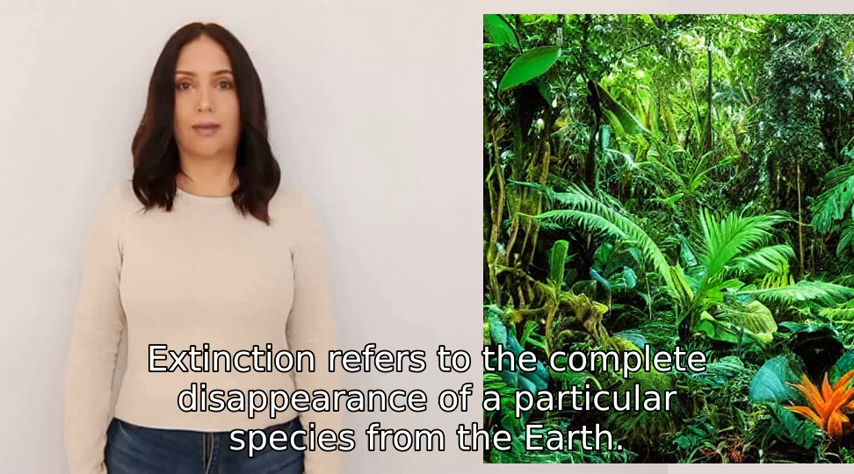 Extinction refers to the complete
disappearance of a particular
species from the Earth.